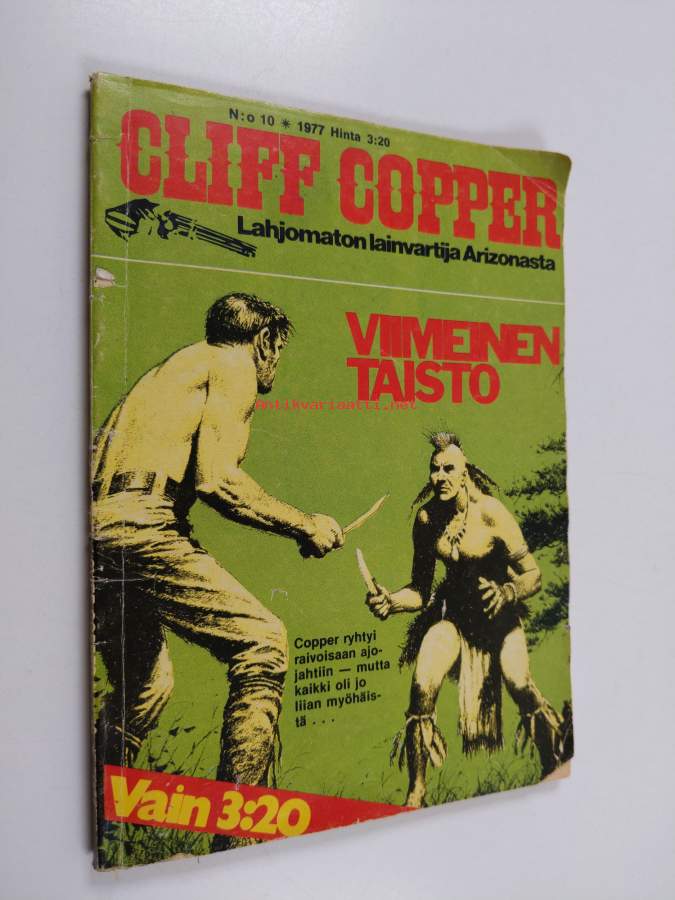 N:o 10 * 1977 Hinta 3:20
CLIFF COPPER
Lahjomaton lainvartija Arizonasta
VIIMEINEN
TAISTO
antikvariaatti.net
Copper ryhtyi
raivoisaan ajo-
jahtiin — mutta
kaikki oli jo
liian myöhäis-
tä . . .
Vain 3:20